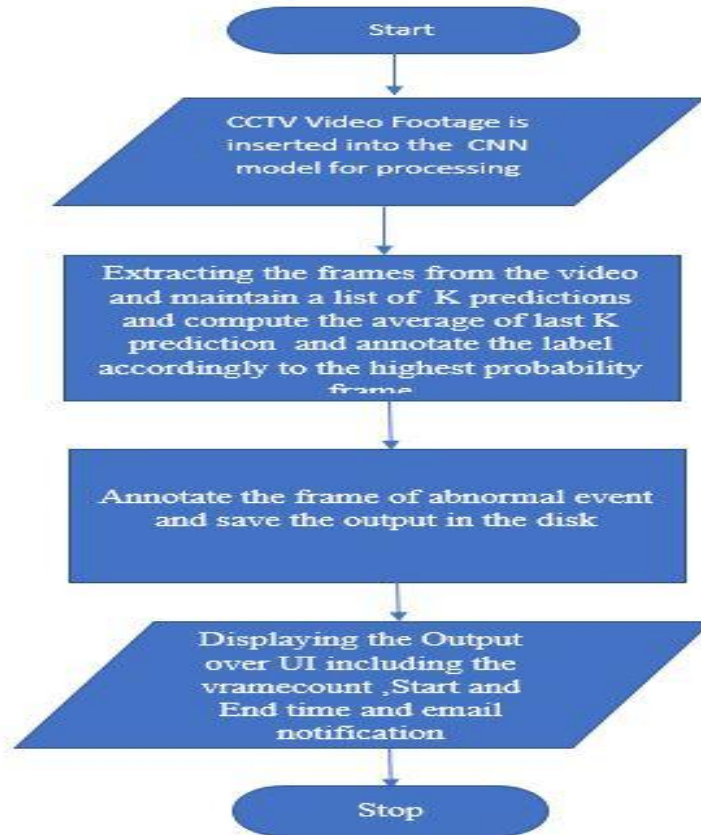 Start
CCTV Video Footage is
inserted into the CNN
model for processing
Extracting the frames from the video
and maintain a list of K predictions
and compute the average of last K
prediction and annotate the label
accordingly to the highest probability
frame
Annotate the frame of abnormal event
and save the output in the disk
Displaying the Output
over UI including the
vramecount ,Start and
End time and email
notification
Stop